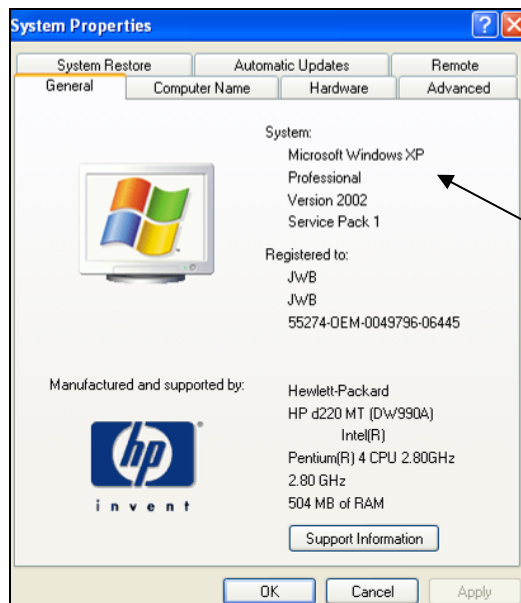 System Properties
System Restore Automatic Updates Remote
General Computer Name Hardware Advanced
System:
Microsoft Windows XP
Professional
Version 2002
Service Pack 1
Registered to:
JWB
JWB
55274-OEM-0049796-06445
Manufactured and supported by:
Hewlett-Packard
HP d220 MT (DW990A)
Intel(R)
Pentium(R) 4 CPU 2.80GHz
2.80 GHz
504 MB of RAM
hp
invent
Support Information
OK Cancel Apply